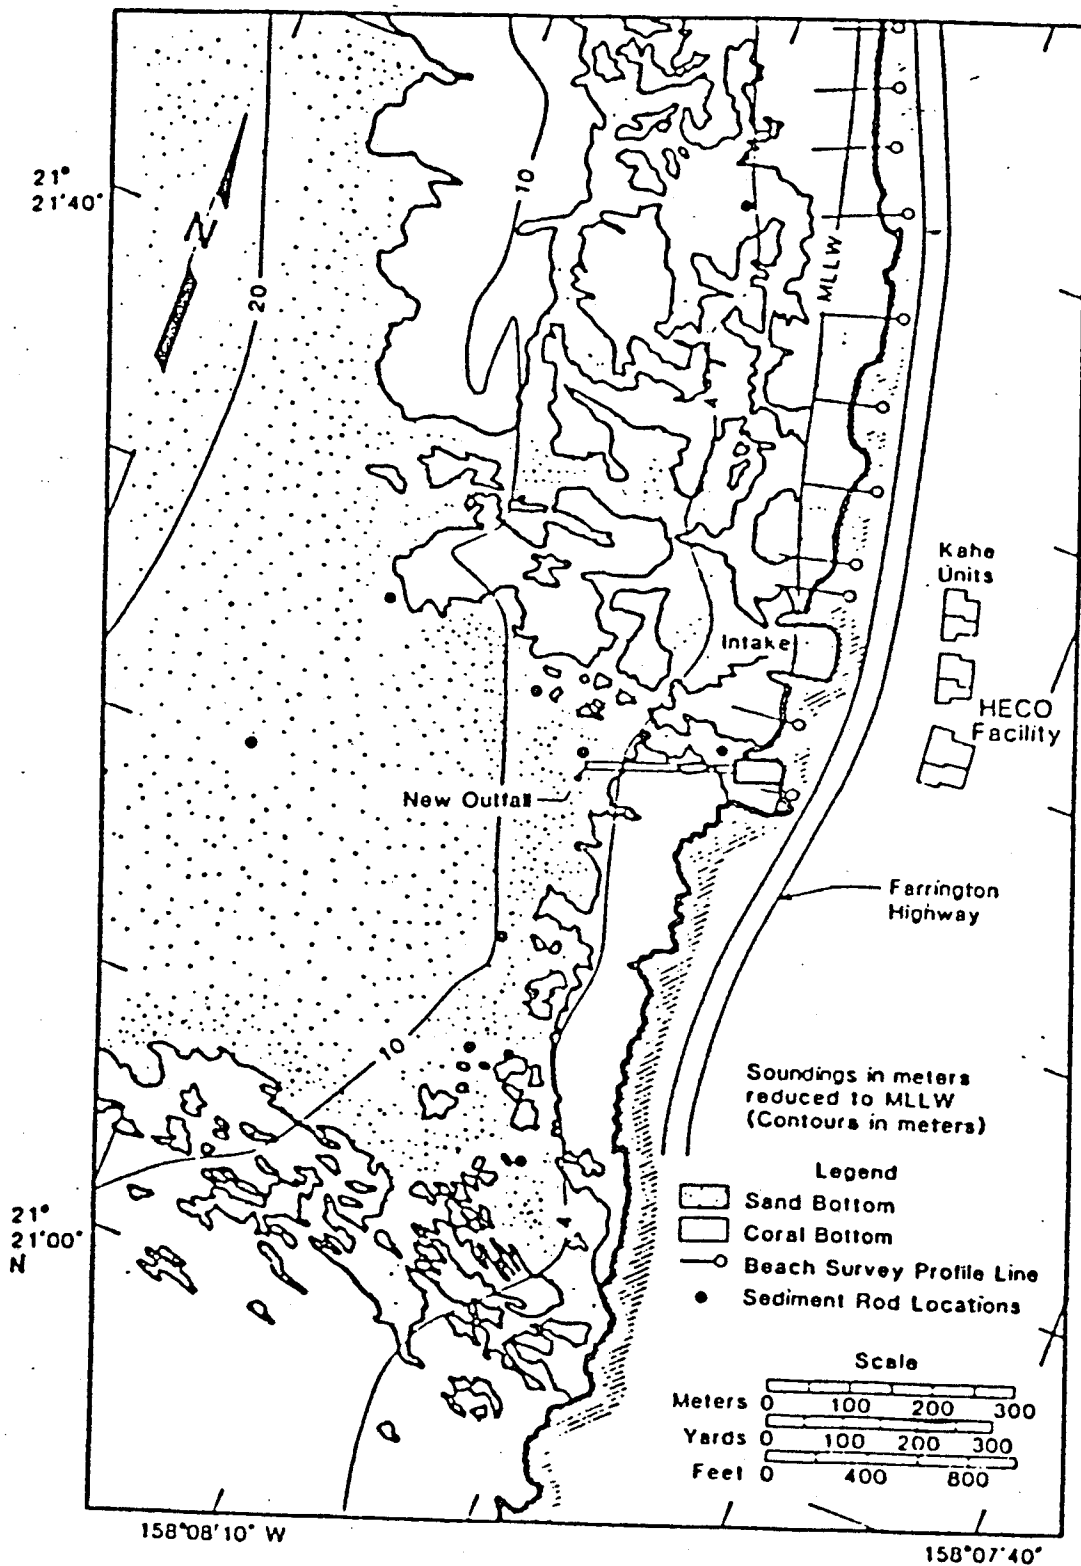 21°
21'40"
N
20
10
MLLW
4
Kahe
Units
Intake
HECO
Facility
New Outfall
Farrington
Highway
10
Soundings in meters
reduced to MLLW
(Contours in meters)
Legend
Sand Bottom
Coral Bottom
Beach Survey Profile Line
Sediment Rod Locations
21°
21'00"
N
4
Scale
Meters 0 100 200 300
Yards 0 100 200 300
Feet 0 400 800
158°08'10" W
158°07'40"